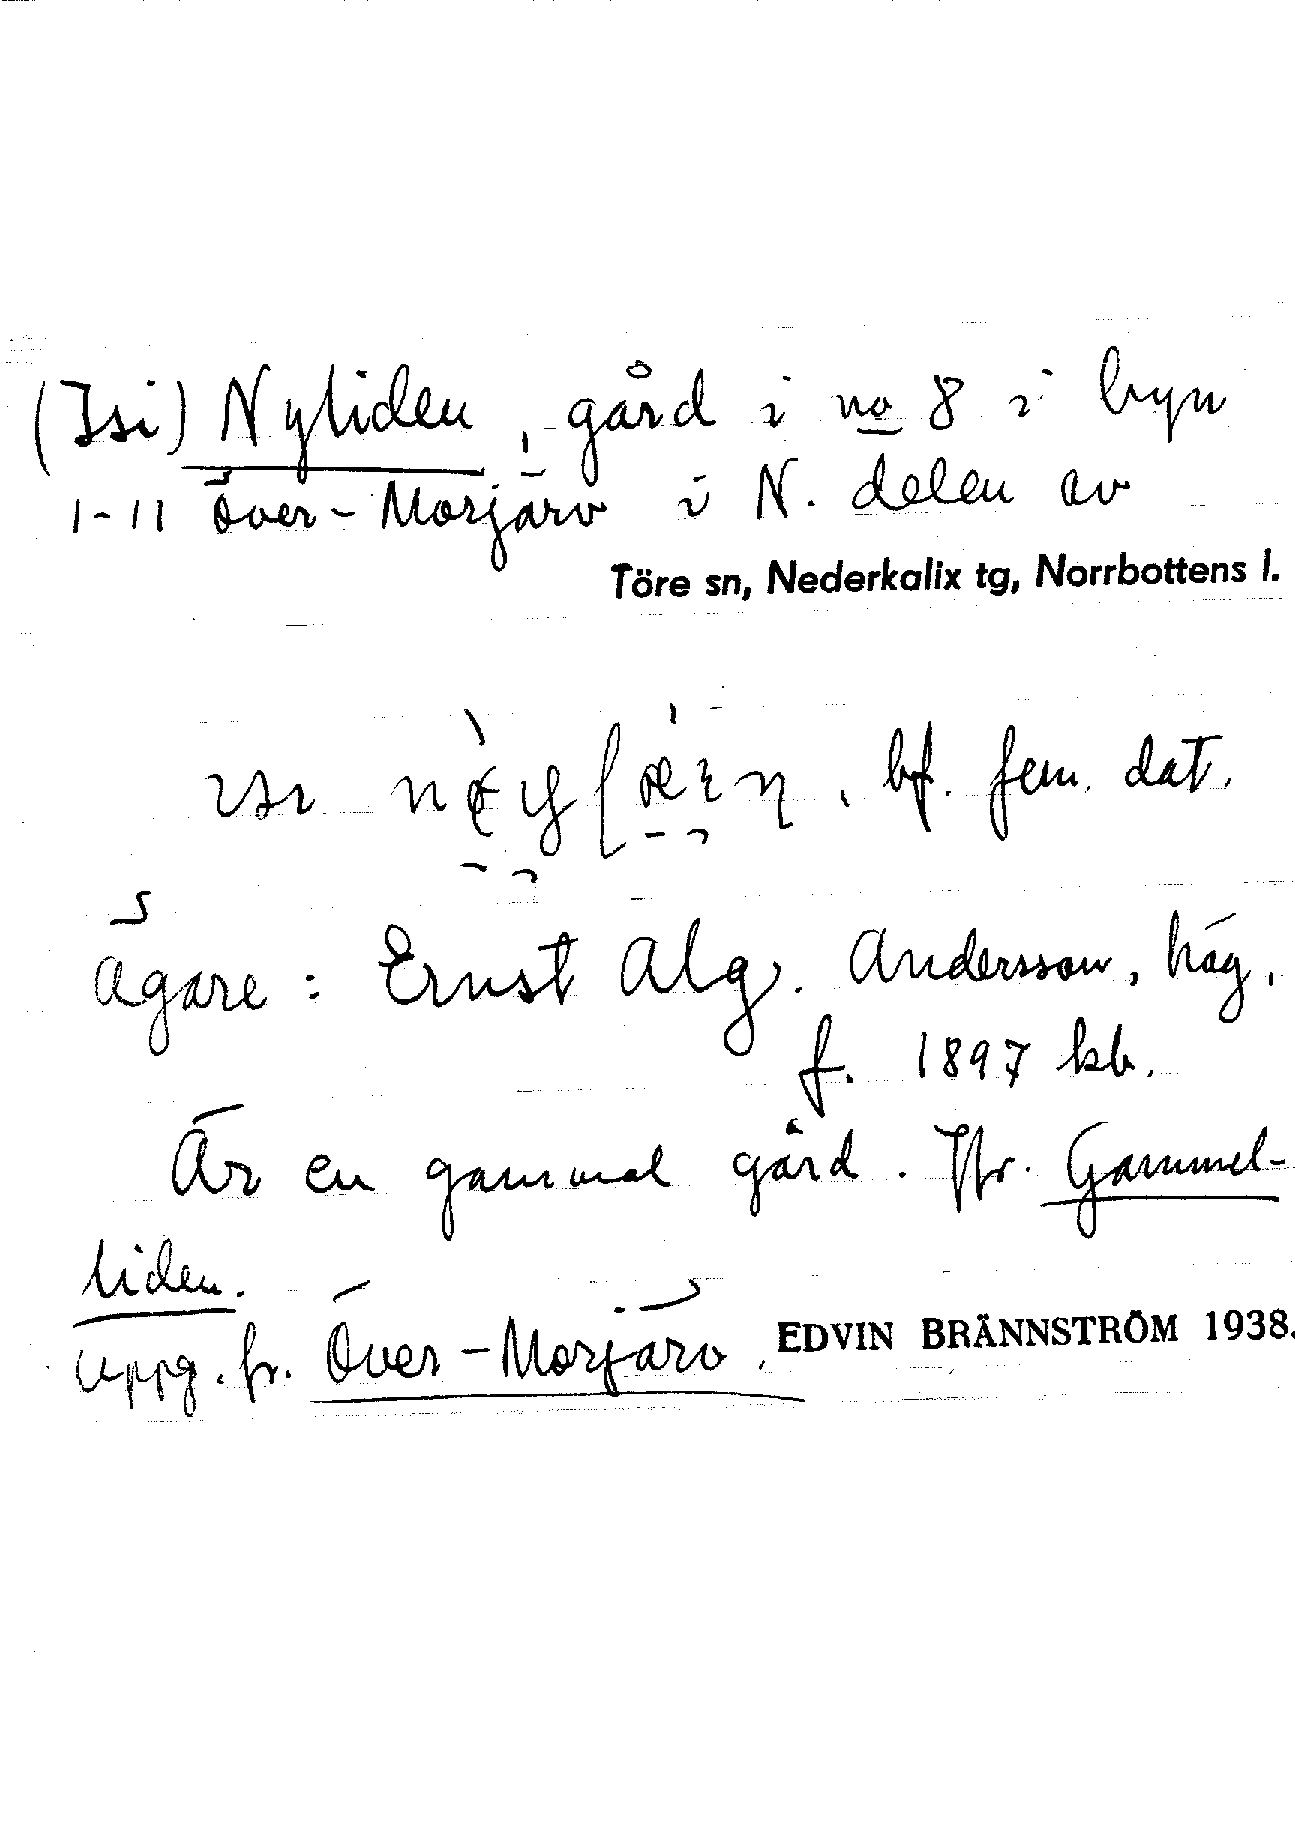 (Isi) Nyliden, gård i no 8 i byn
1-11 Över-Morjärv i N. delen av
Töre sn, Nederkalix tg, Norrbottens l.
bf. fem. dat.
Ägare: Ernst Alg. Andersson, häg.
f. 1897 kb.
Är en gammal gård. Jfr. Gammel-
liden.
Uppg. fr. Över-Morjärv. EDVIN BRÄNNSTRÖM 1938.